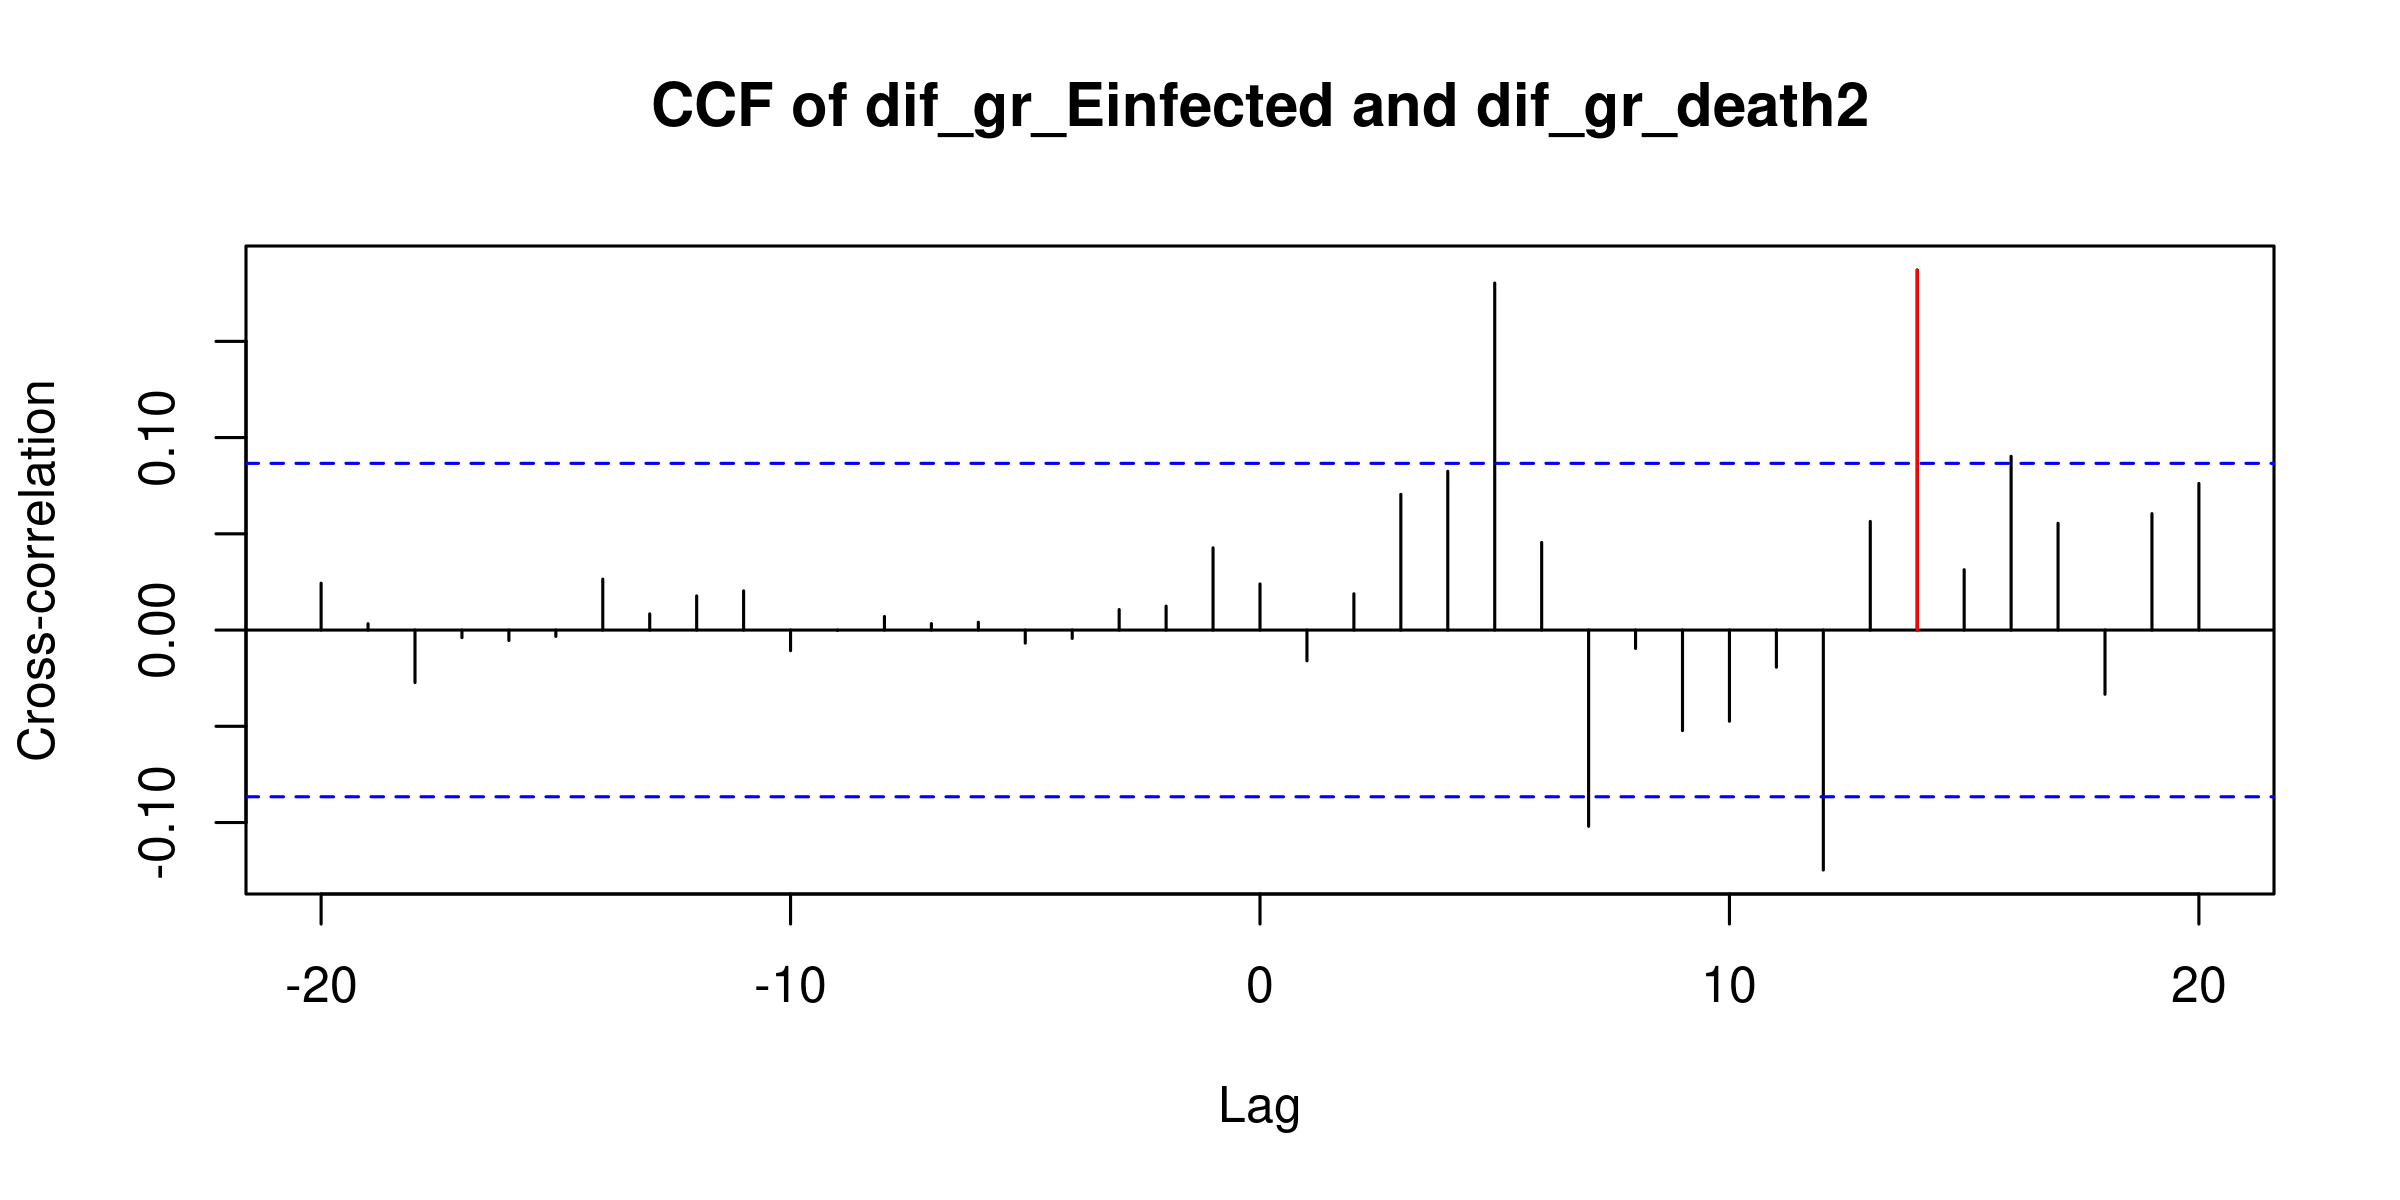 CCF of dif_gr_Einfected and dif_gr_death2
Cross-correlation
0.10
0.00
-0.10
-20 -10 0 10 20
Lag